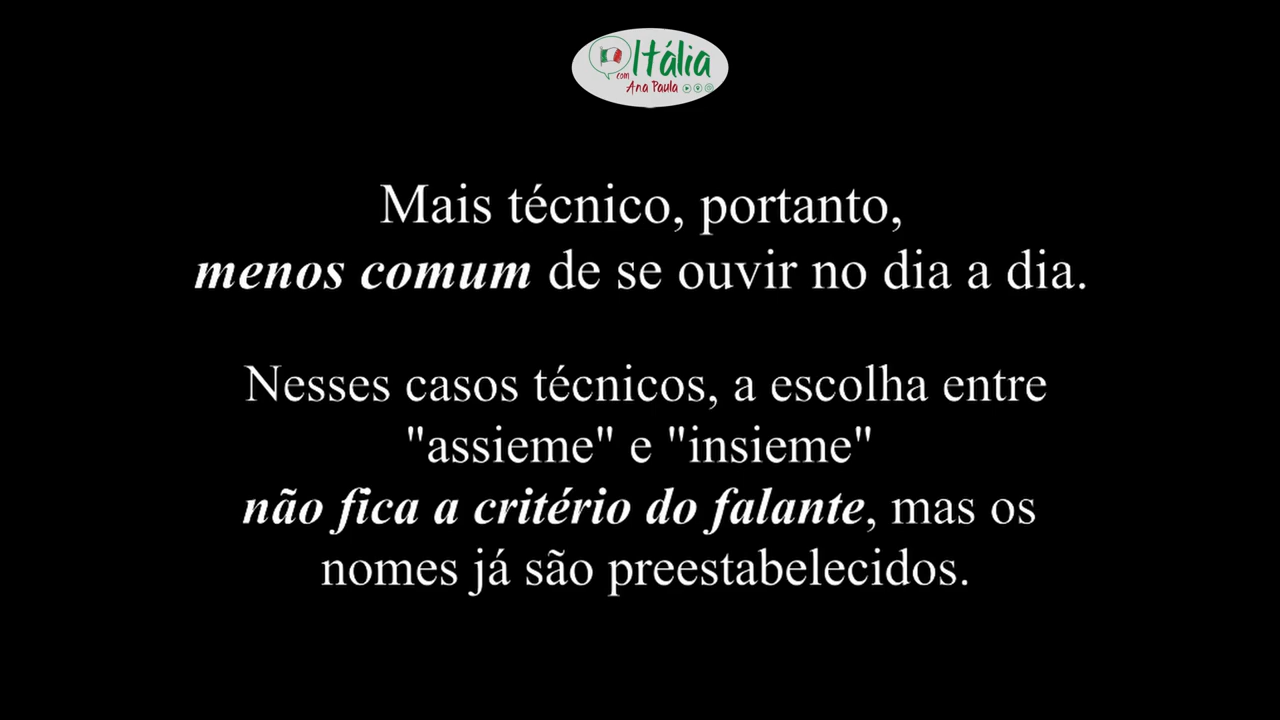 Itália
com
Ana Paula
Mais técnico, portanto,
menos comum de se ouvir no dia a dia.
Nesses casos técnicos, a escolha entre
"assieme" e "insieme"
não fica a critério do falante, mas os
nomes já são preestabelecidos.